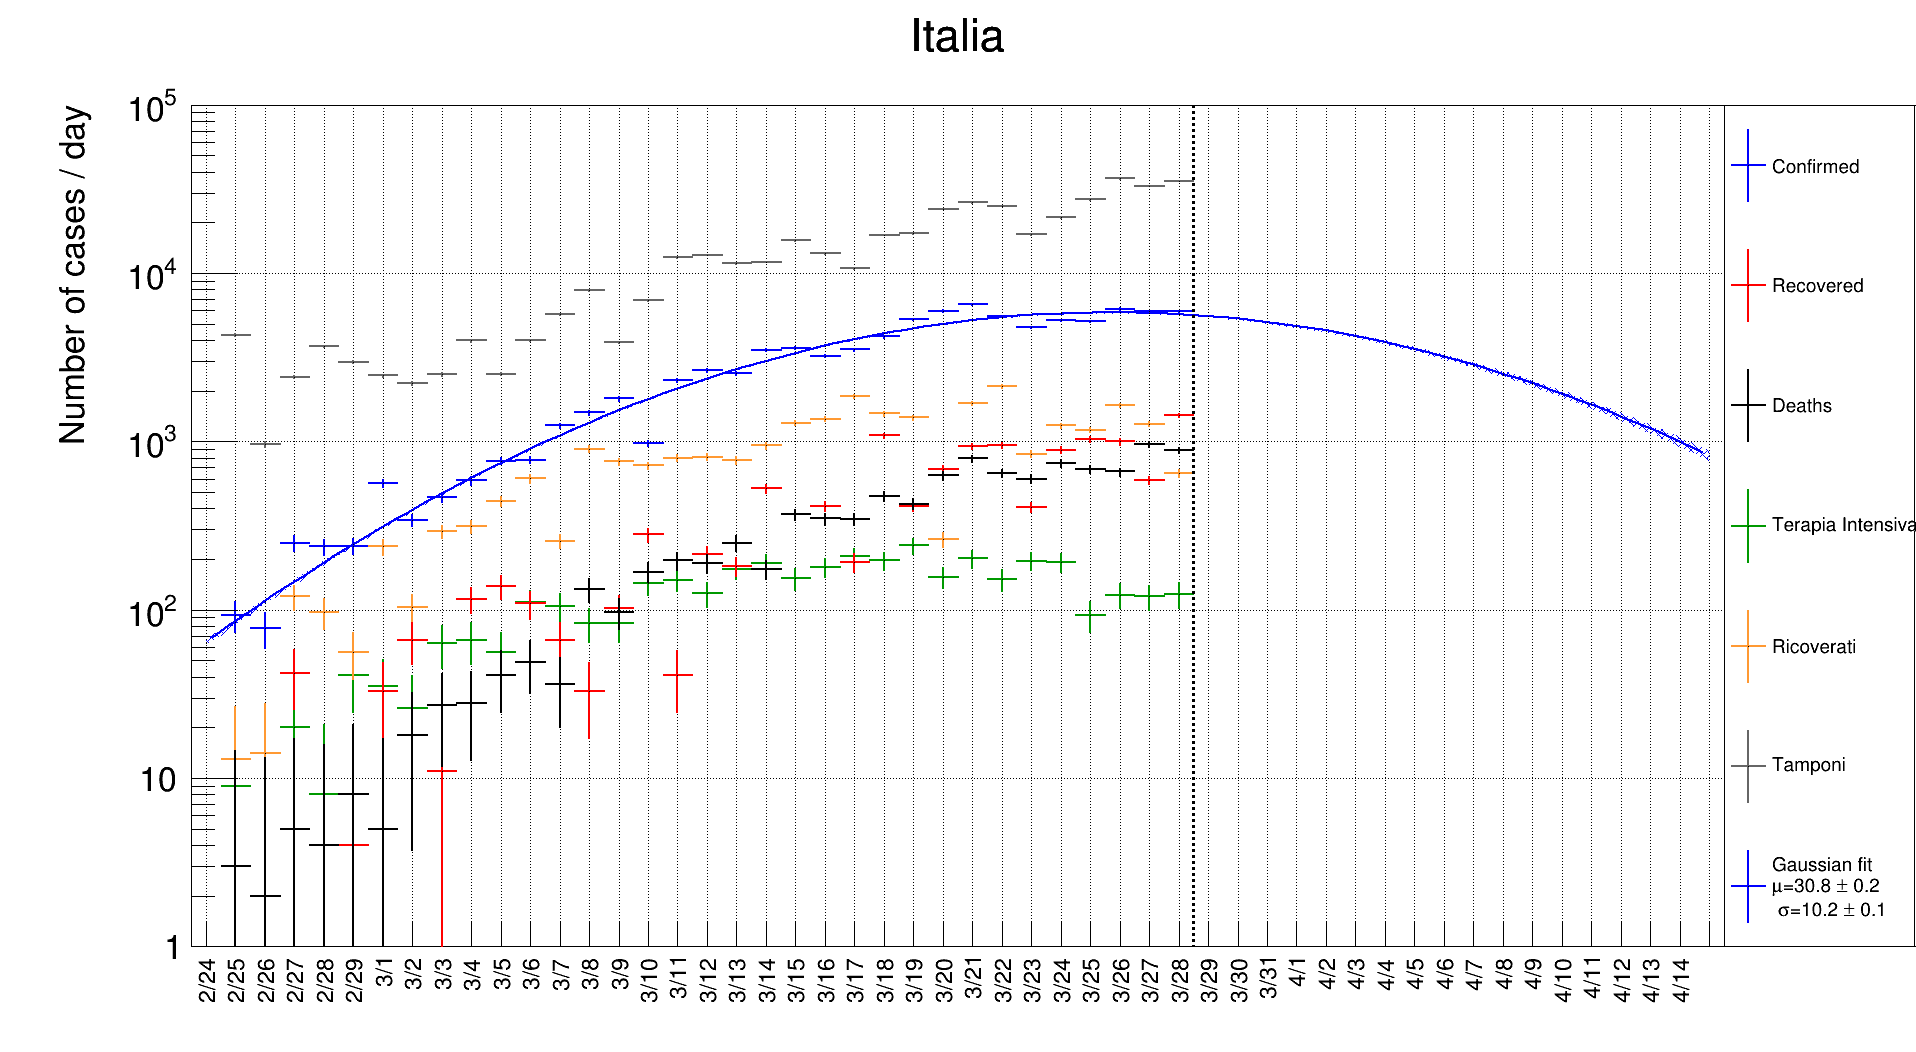 Italia
Number of cases / day
10^5
10^4
10^3
10^2
10
1
2/24 2/25 2/26 2/27 2/28 2/29 3/1 3/2 3/3 3/4 3/5 3/6 3/7 3/8 3/9 3/10 3/11 3/12 3/13 3/14 3/15 3/16 3/17 3/18 3/19 3/20 3/21 3/22 3/23 3/24 3/25 3/26 3/27 3/28 3/29 3/30 3/31 4/1 4/2 4/3 4/4 4/5 4/6 4/7 4/8 4/9 4/10 4/11 4/12 4/13 4/14
Confirmed
Recovered
Deaths
Terapia Intensiva
Ricoverati
Tamponi
Gaussian fit
μ=30.8 ± 0.2
σ=10.2 ± 0.1